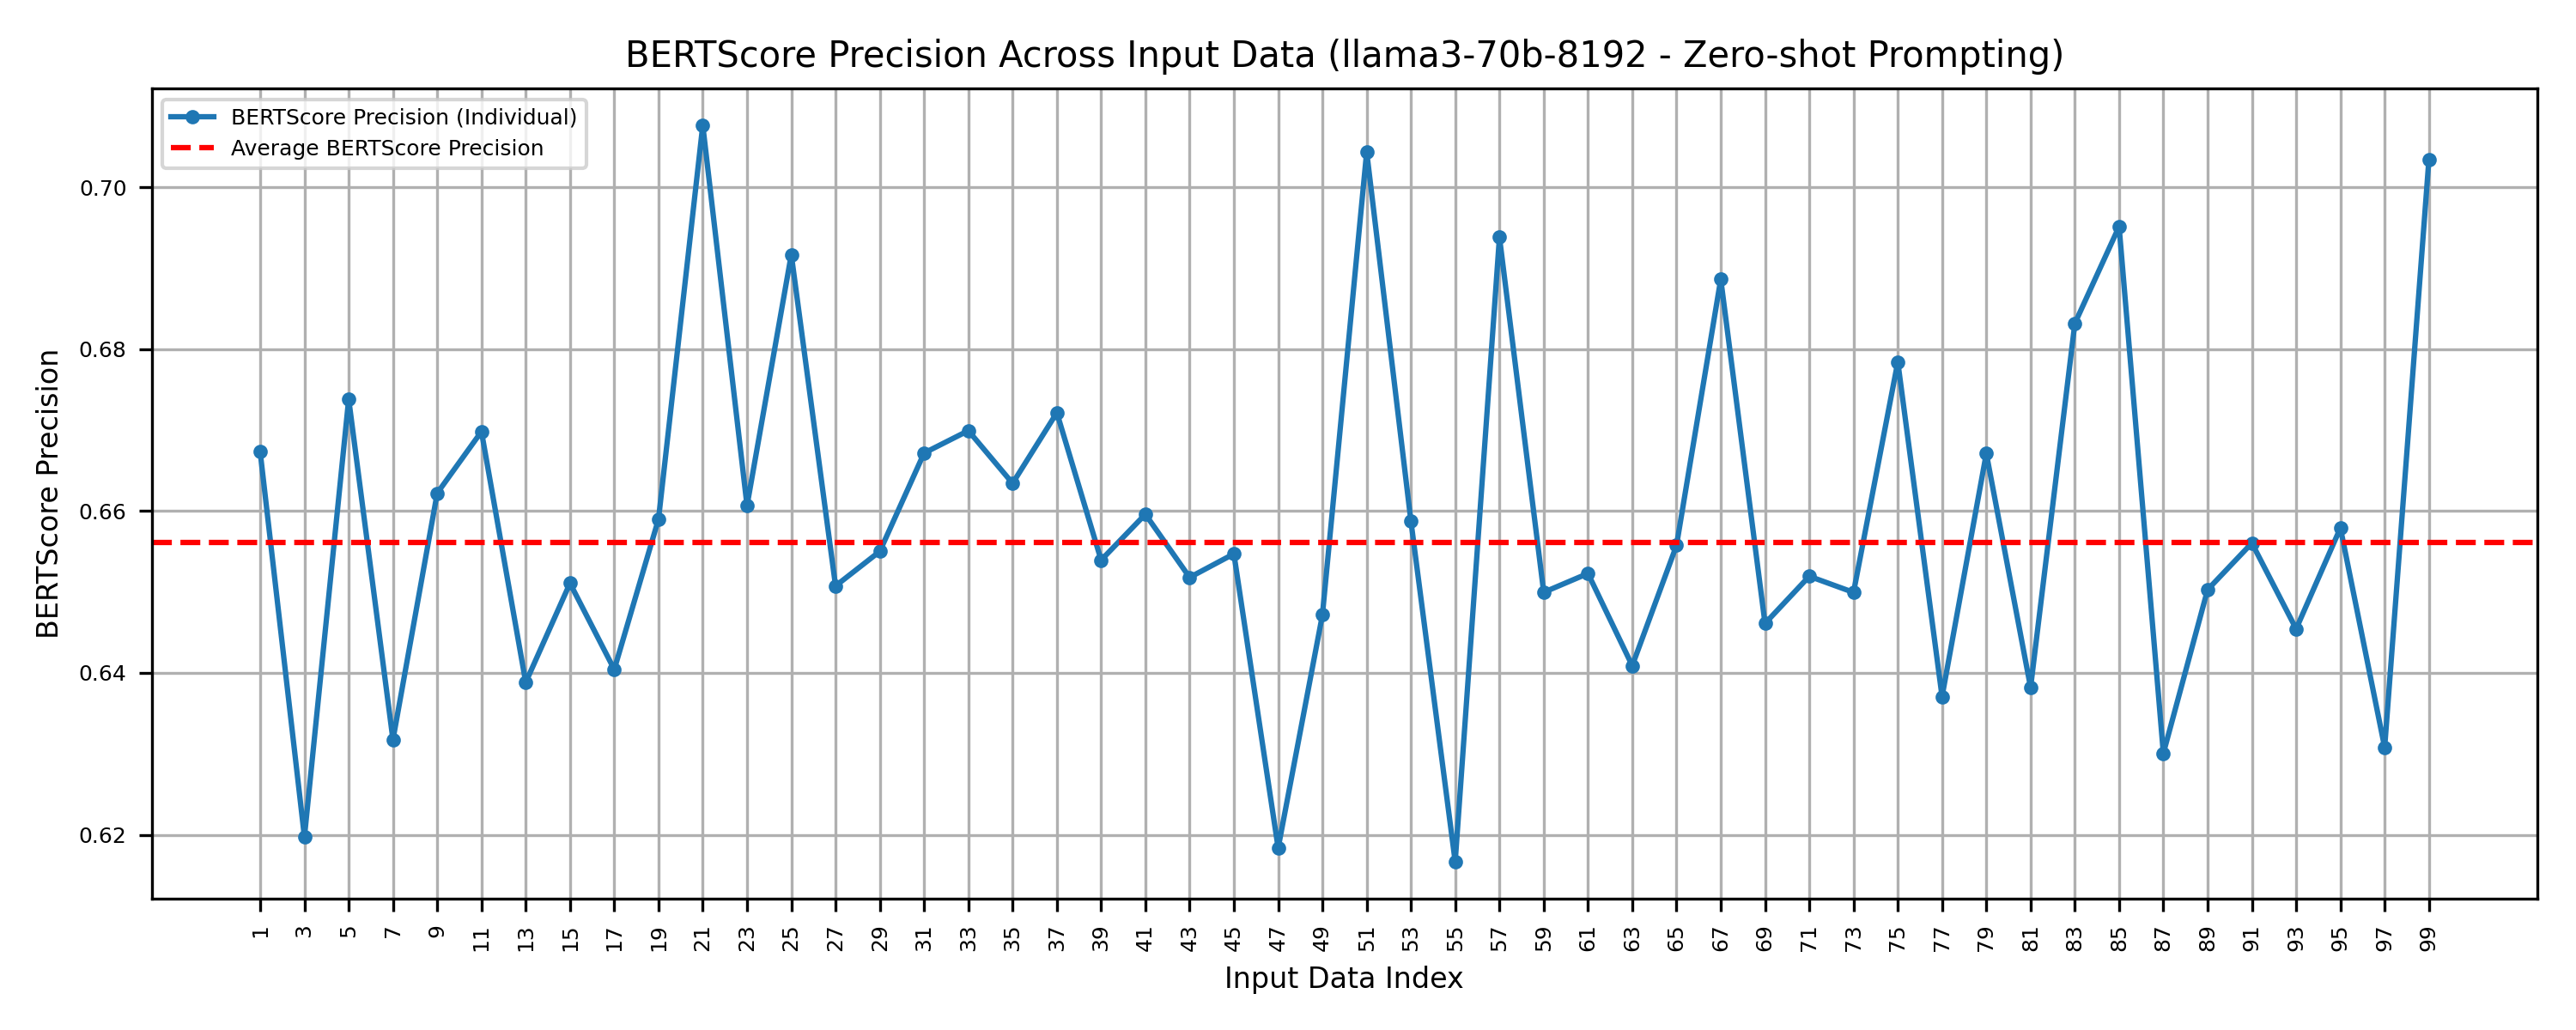 BERTScore Precision Across Input Data (llama3-70b-8192 - Zero-shot Prompting)
BERTScore Precision (Individual)
Average BERTScore Precision
BERTScore Precision
0.70
0.68
0.66
0.64
0.62
1 3 5 7 9 11 13 15 17 19 21 23 25 27 29 31 33 35 37 39 41 43 45 47 49 51 53 55 57 59 61 63 65 67 69 71 73 75 77 79 81 83 85 87 89 91 93 95 97 99
Input Data Index